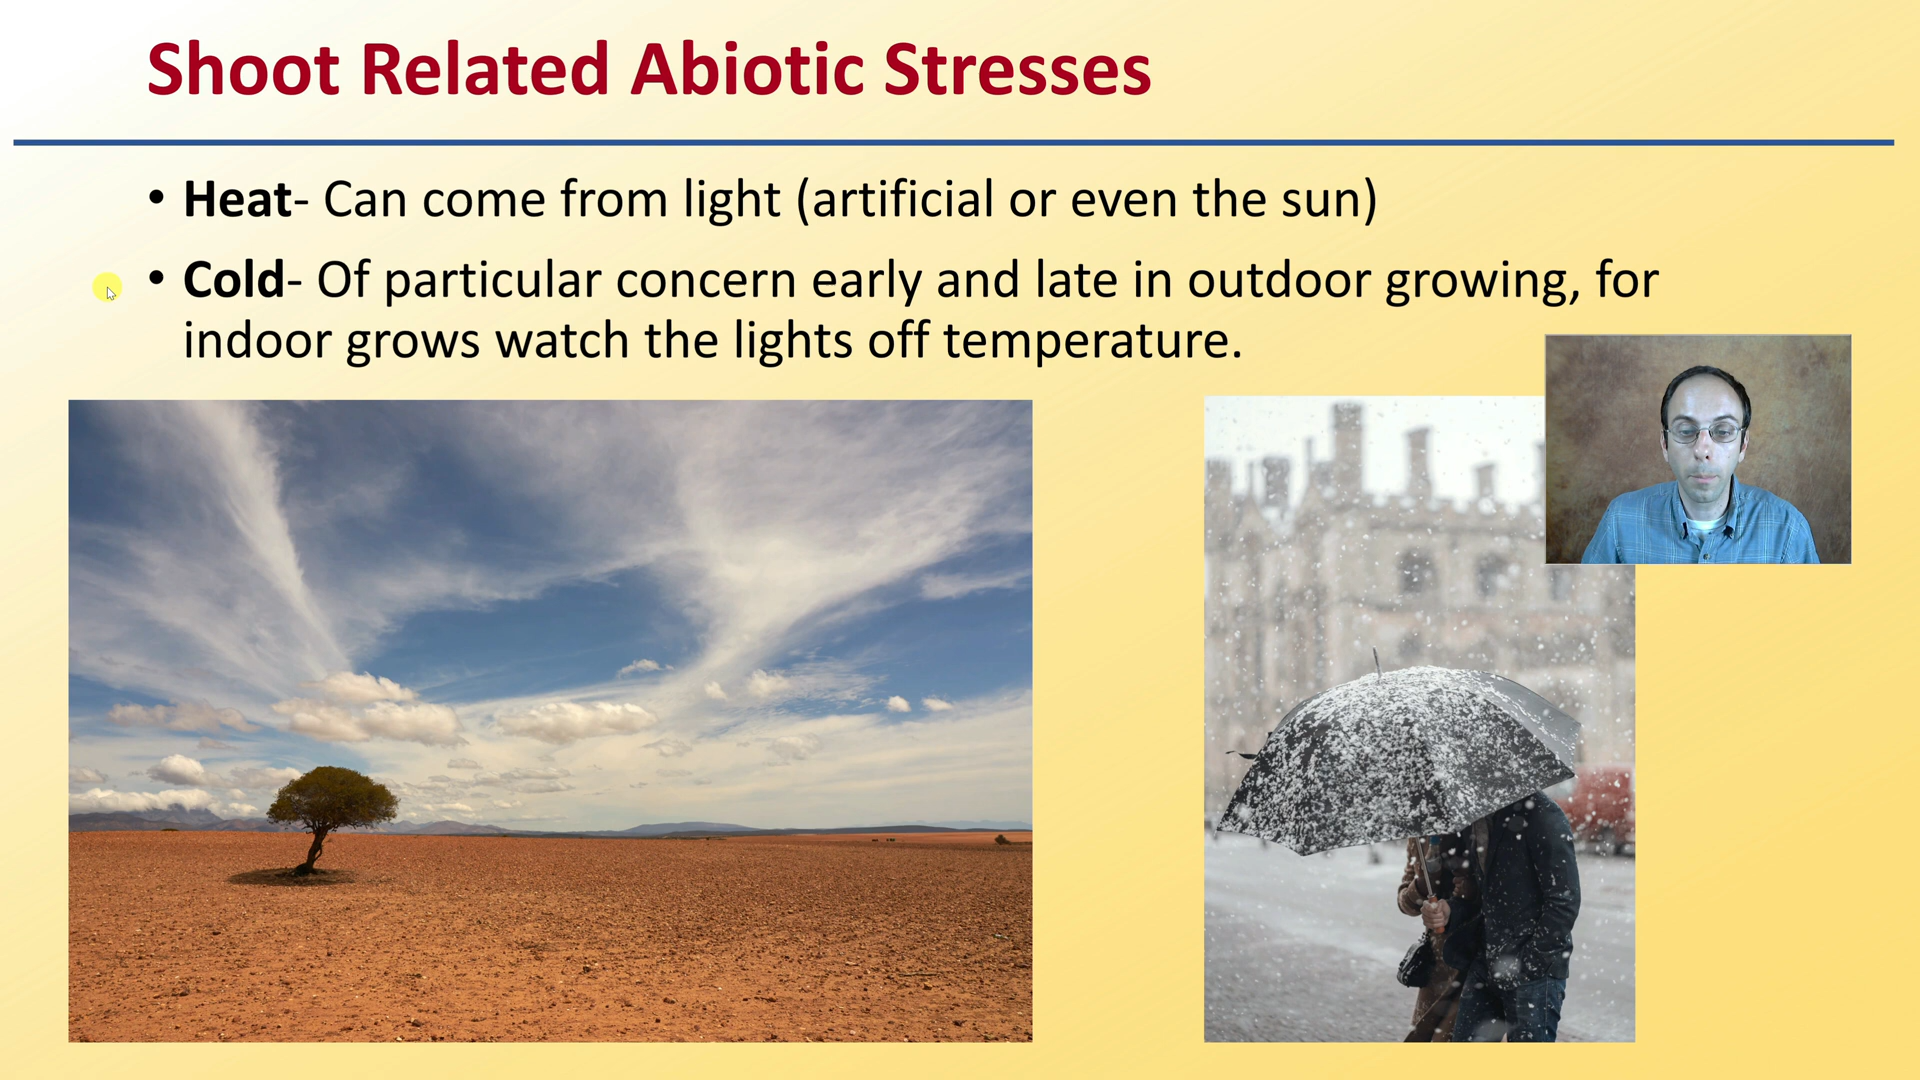 Shoot Related Abiotic Stresses
• Heat- Can come from light (artificial or even the sun)
• Cold- Of particular concern early and late in outdoor growing, for
indoor grows watch the lights off temperature.